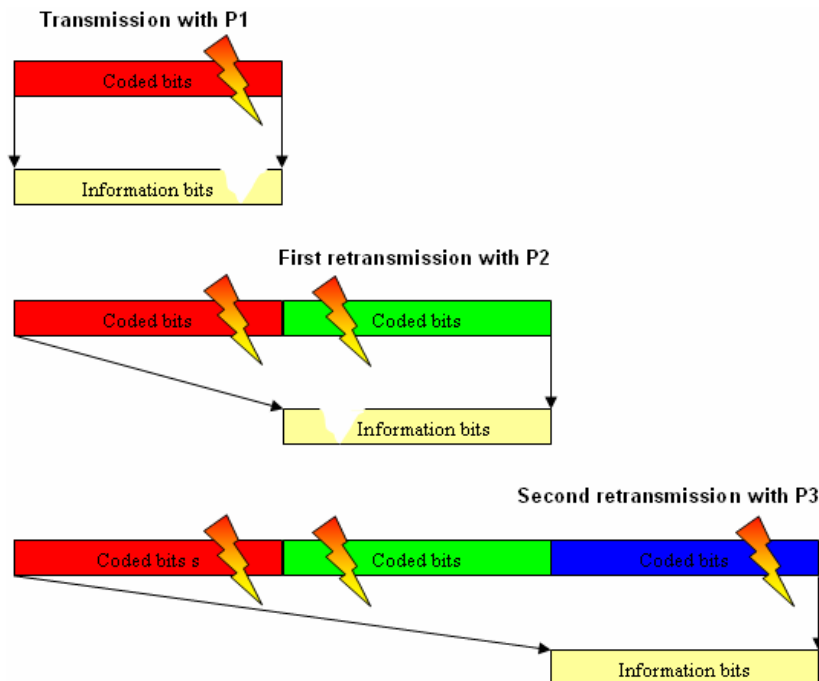 Transmission with P1
Coded bits
Information bits
First retransmission with P2
Coded bits Coded bits
Information bits
Second retransmission with P3
Coded bits s Coded bits Coded bits
Information bits